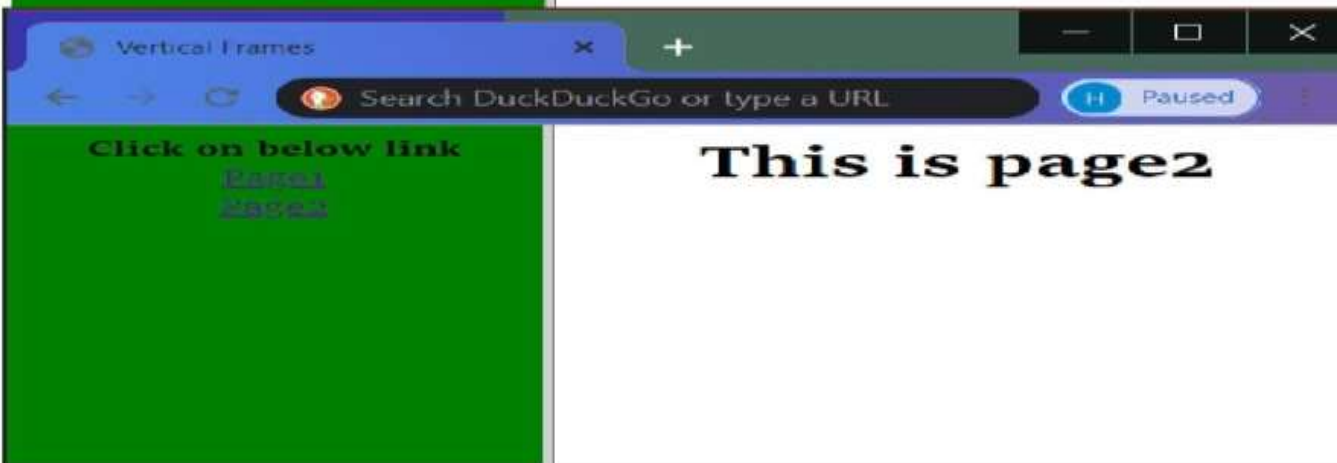 Vertical Frames
Search DuckDuckGo or type a URL
H Paused
Click on below link
Page1
Page2
This is page2